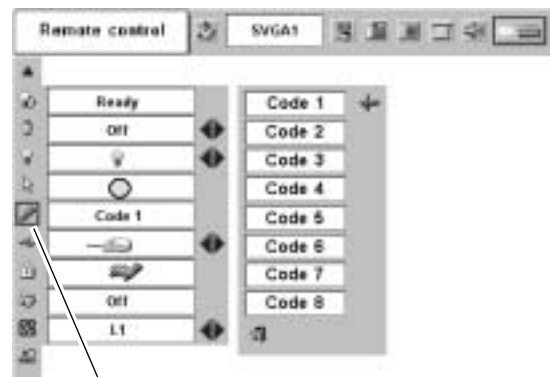 Remote control SVGA1
Ready
Off
Code 1
Off
L1
Code 1
Code 2
Code 3
Code 4
Code 5
Code 6
Code 7
Code 8